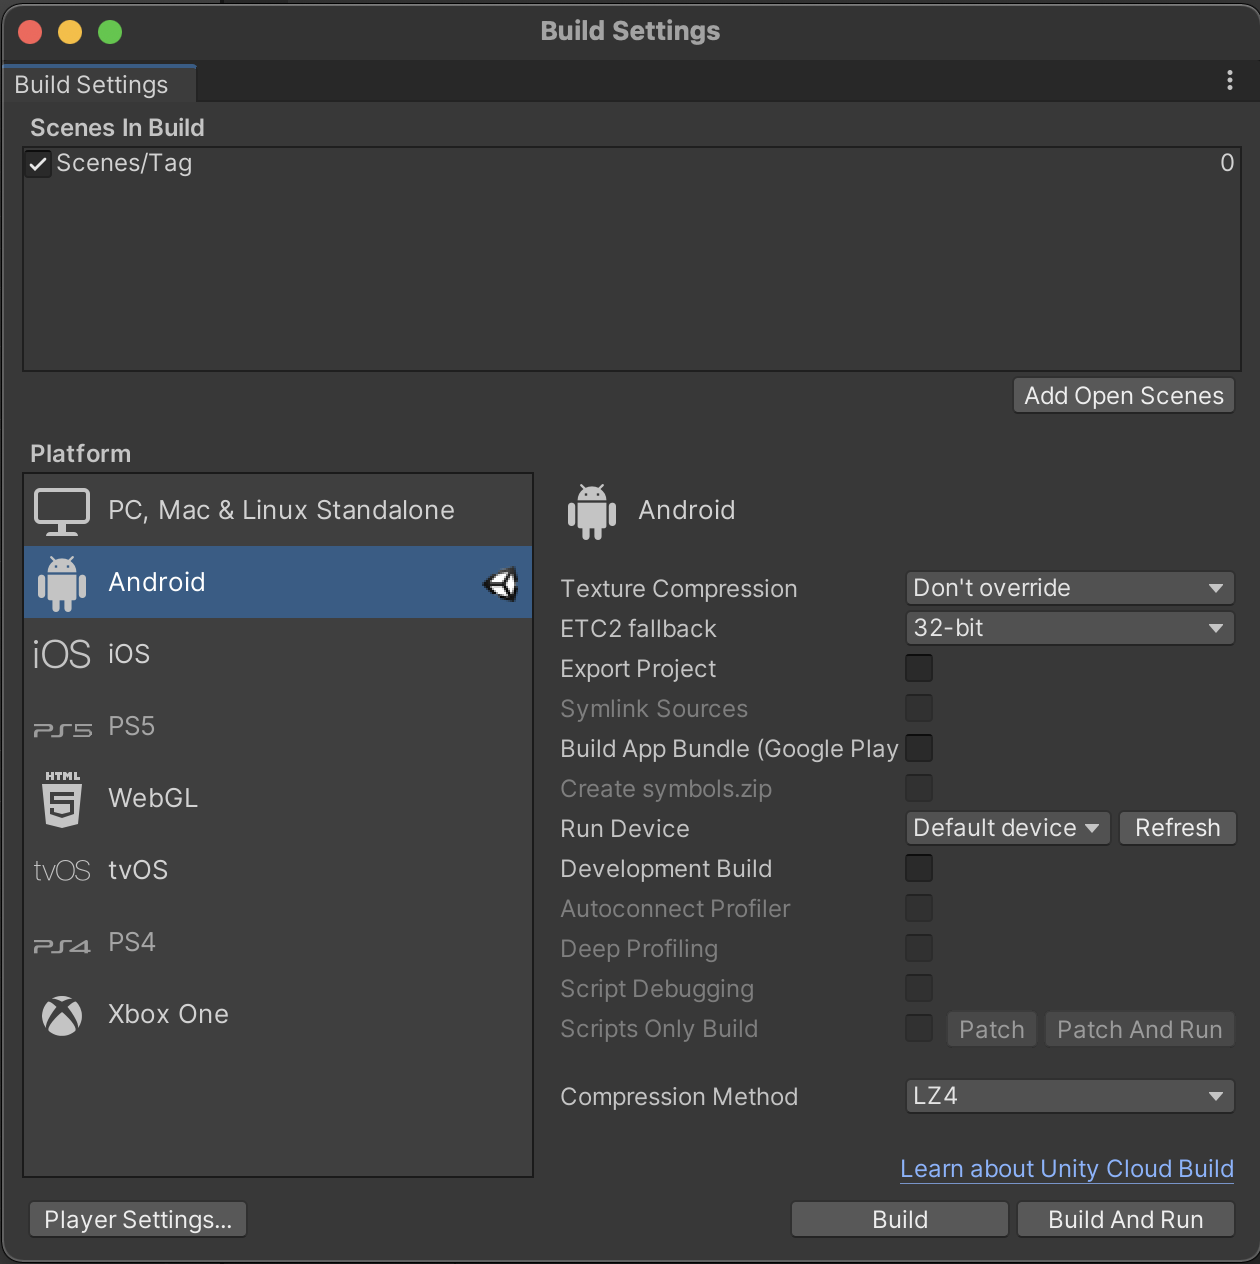 Build Settings
Build Settings
Scenes In Build
Scenes/Tag 0
Add Open Scenes
Platform
PC, Mac & Linux Standalone
Android
iOS iOS
PS5 PS5
HTML
5 WebGL
tvOS tvOS
PS4 PS4
Xbox One
Android
Texture Compression Don't override
ETC2 fallback 32-bit
Export Project
Symlink Sources
Build App Bundle (Google Play
Create symbols.zip
Run Device Default device Refresh
Development Build
Autoconnect Profiler
Deep Profiling
Script Debugging
Scripts Only Build Patch Patch And Run
Compression Method LZ4
Learn about Unity Cloud Build
Player Settings... Build Build And Run